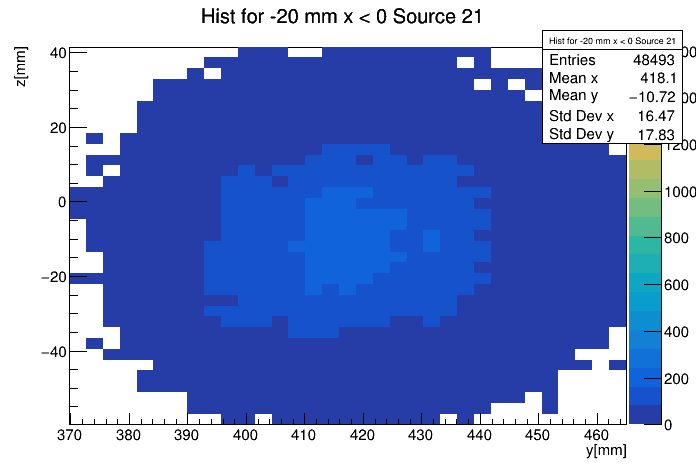 Hist for -20 mm x < 0 Source 21
Hist for -20 mm x < 0 Source 21
Entries 48493
Mean x 418.1
Mean y −10.72
Std Dev x 16.47
Std Dev y 17.83
z[mm]
40
20
0
−20
−40
370 380 390 400 410 420 430 440 450 460
y[mm]
1200
1000
800
600
400
200
0